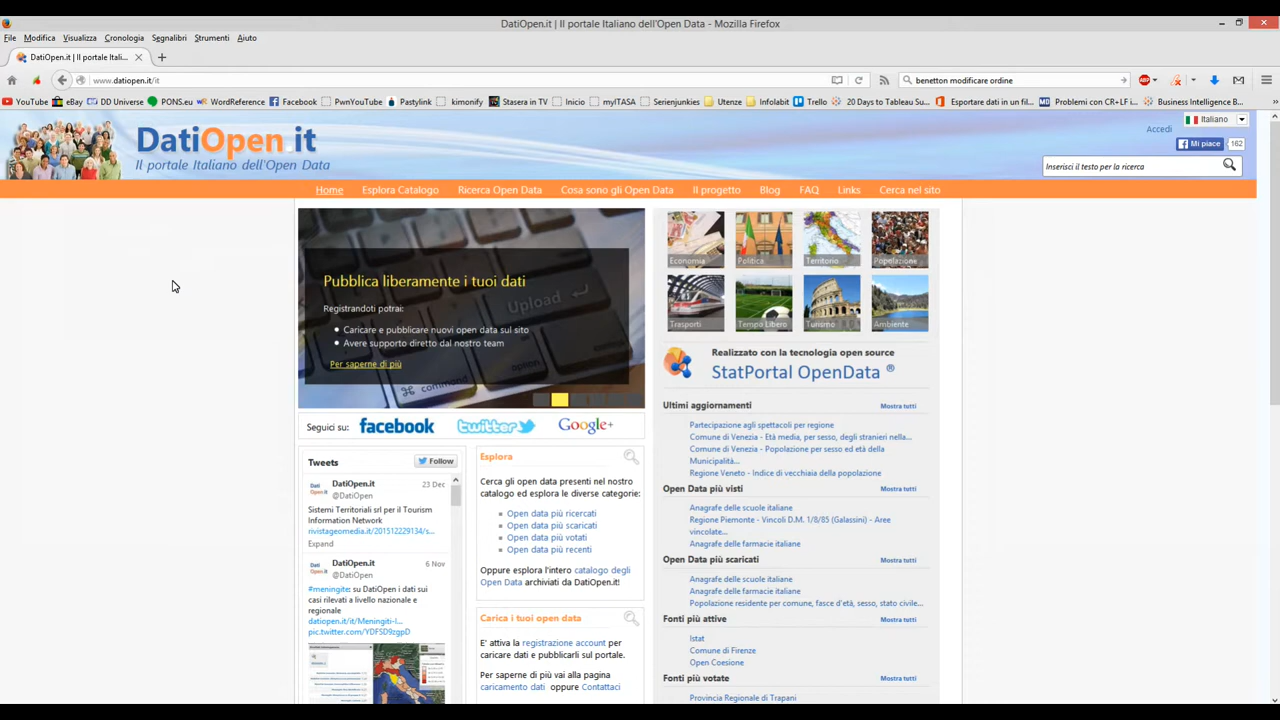 DatiOpen.it | Il portale Italiano dell'Open Data - Mozilla Firefox
File Modifica Visualizza Cronologia Segnalibri Strumenti Aiuto
DatiOpen.it | Il portale Itali...
www.datiopen.it/it
benetton modificare ordine
YouTube eBay DD Universe PONS.eu WordReference Facebook PwnYouTube Pastylink kimonify Stasera in TV Inicio myITASA Serienjunkies Utenze Infolabit Trello 20 Days to Tableau Su... Esportare dati in un fil... Problemi con CR+LF i... Business Intelligence B...
Italiano
Accedi
DatiOpen.it
Il portale Italiano dell'Open Data
Mi piace 162
Inserisci il testo per la ricerca
Home Esplora Catalogo Ricerca Open Data Cosa sono gli Open Data Il progetto Blog FAQ Links Cerca nel sito
Pubblica liberamente i tuoi dati
Registrandoti potrai:
Caricare e pubblicare nuovi open data sul sito
Avere supporto diretto dal nostro team
Per saperne di più
Upload
command
option
Economia Politica Territorio Popolazione
Trasporti Tempo Libero Turismo Ambiente
Realizzato con la tecnologia open source
StatPortal OpenData ®
Seguici su: facebook twitter Google+
Tweets
Follow
DatiOpen.it 23 Dec
@DatiOpen
Sistemi Territoriali srl per il Tourism
Information Network
rivistageomedia.it/201512229134/s...
Expand
DatiOpen.it 6 Nov
@DatiOpen
#meningite: su DatiOpen i dati sui
casi rilevati a livello nazionale e
regionale
datiopen.it/it/Meningiti-l...
pic.twitter.com/YDFSD9zgpD
Esplora
Cerca gli open data presenti nel nostro
catalogo ed esplora le diverse categorie:
Open data più ricercati
Open data più scaricati
Open data più votati
Open data più recenti
Oppure esplora l'intero catalogo degli
Open Data archiviati da DatiOpen.it!
Carica i tuoi open data
E' attiva la registrazione account per
caricare dati e pubblicarli sul portale.
Per saperne di più vai alla pagina
caricamento dati oppure Contattaci
Ultimi aggiornamenti Mostra tutti
Partecipazione agli spettacoli per regione
Comune di Venezia - Età media, per sesso, degli stranieri nella...
Comune di Venezia - Popolazione per sesso ed età della
Municipalità...
Regione Veneto - Indice di vecchiaia della popolazione
Open Data più visti Mostra tutti
Anagrafe delle scuole italiane
Regione Piemonte - Vincoli D.M. 1/8/85 (Galassini) - Aree
vincolate...
Anagrafe delle farmacie italiane
Open Data più scaricati Mostra tutti
Anagrafe delle scuole italiane
Anagrafe delle farmacie italiane
Popolazione residente per comune, fasce d'età, sesso, stato civile...
Fonti più attive Mostra tutti
Istat
Comune di Firenze
Open Coesione
Fonti più votate Mostra tutti
Provincia Regionale di Trapani